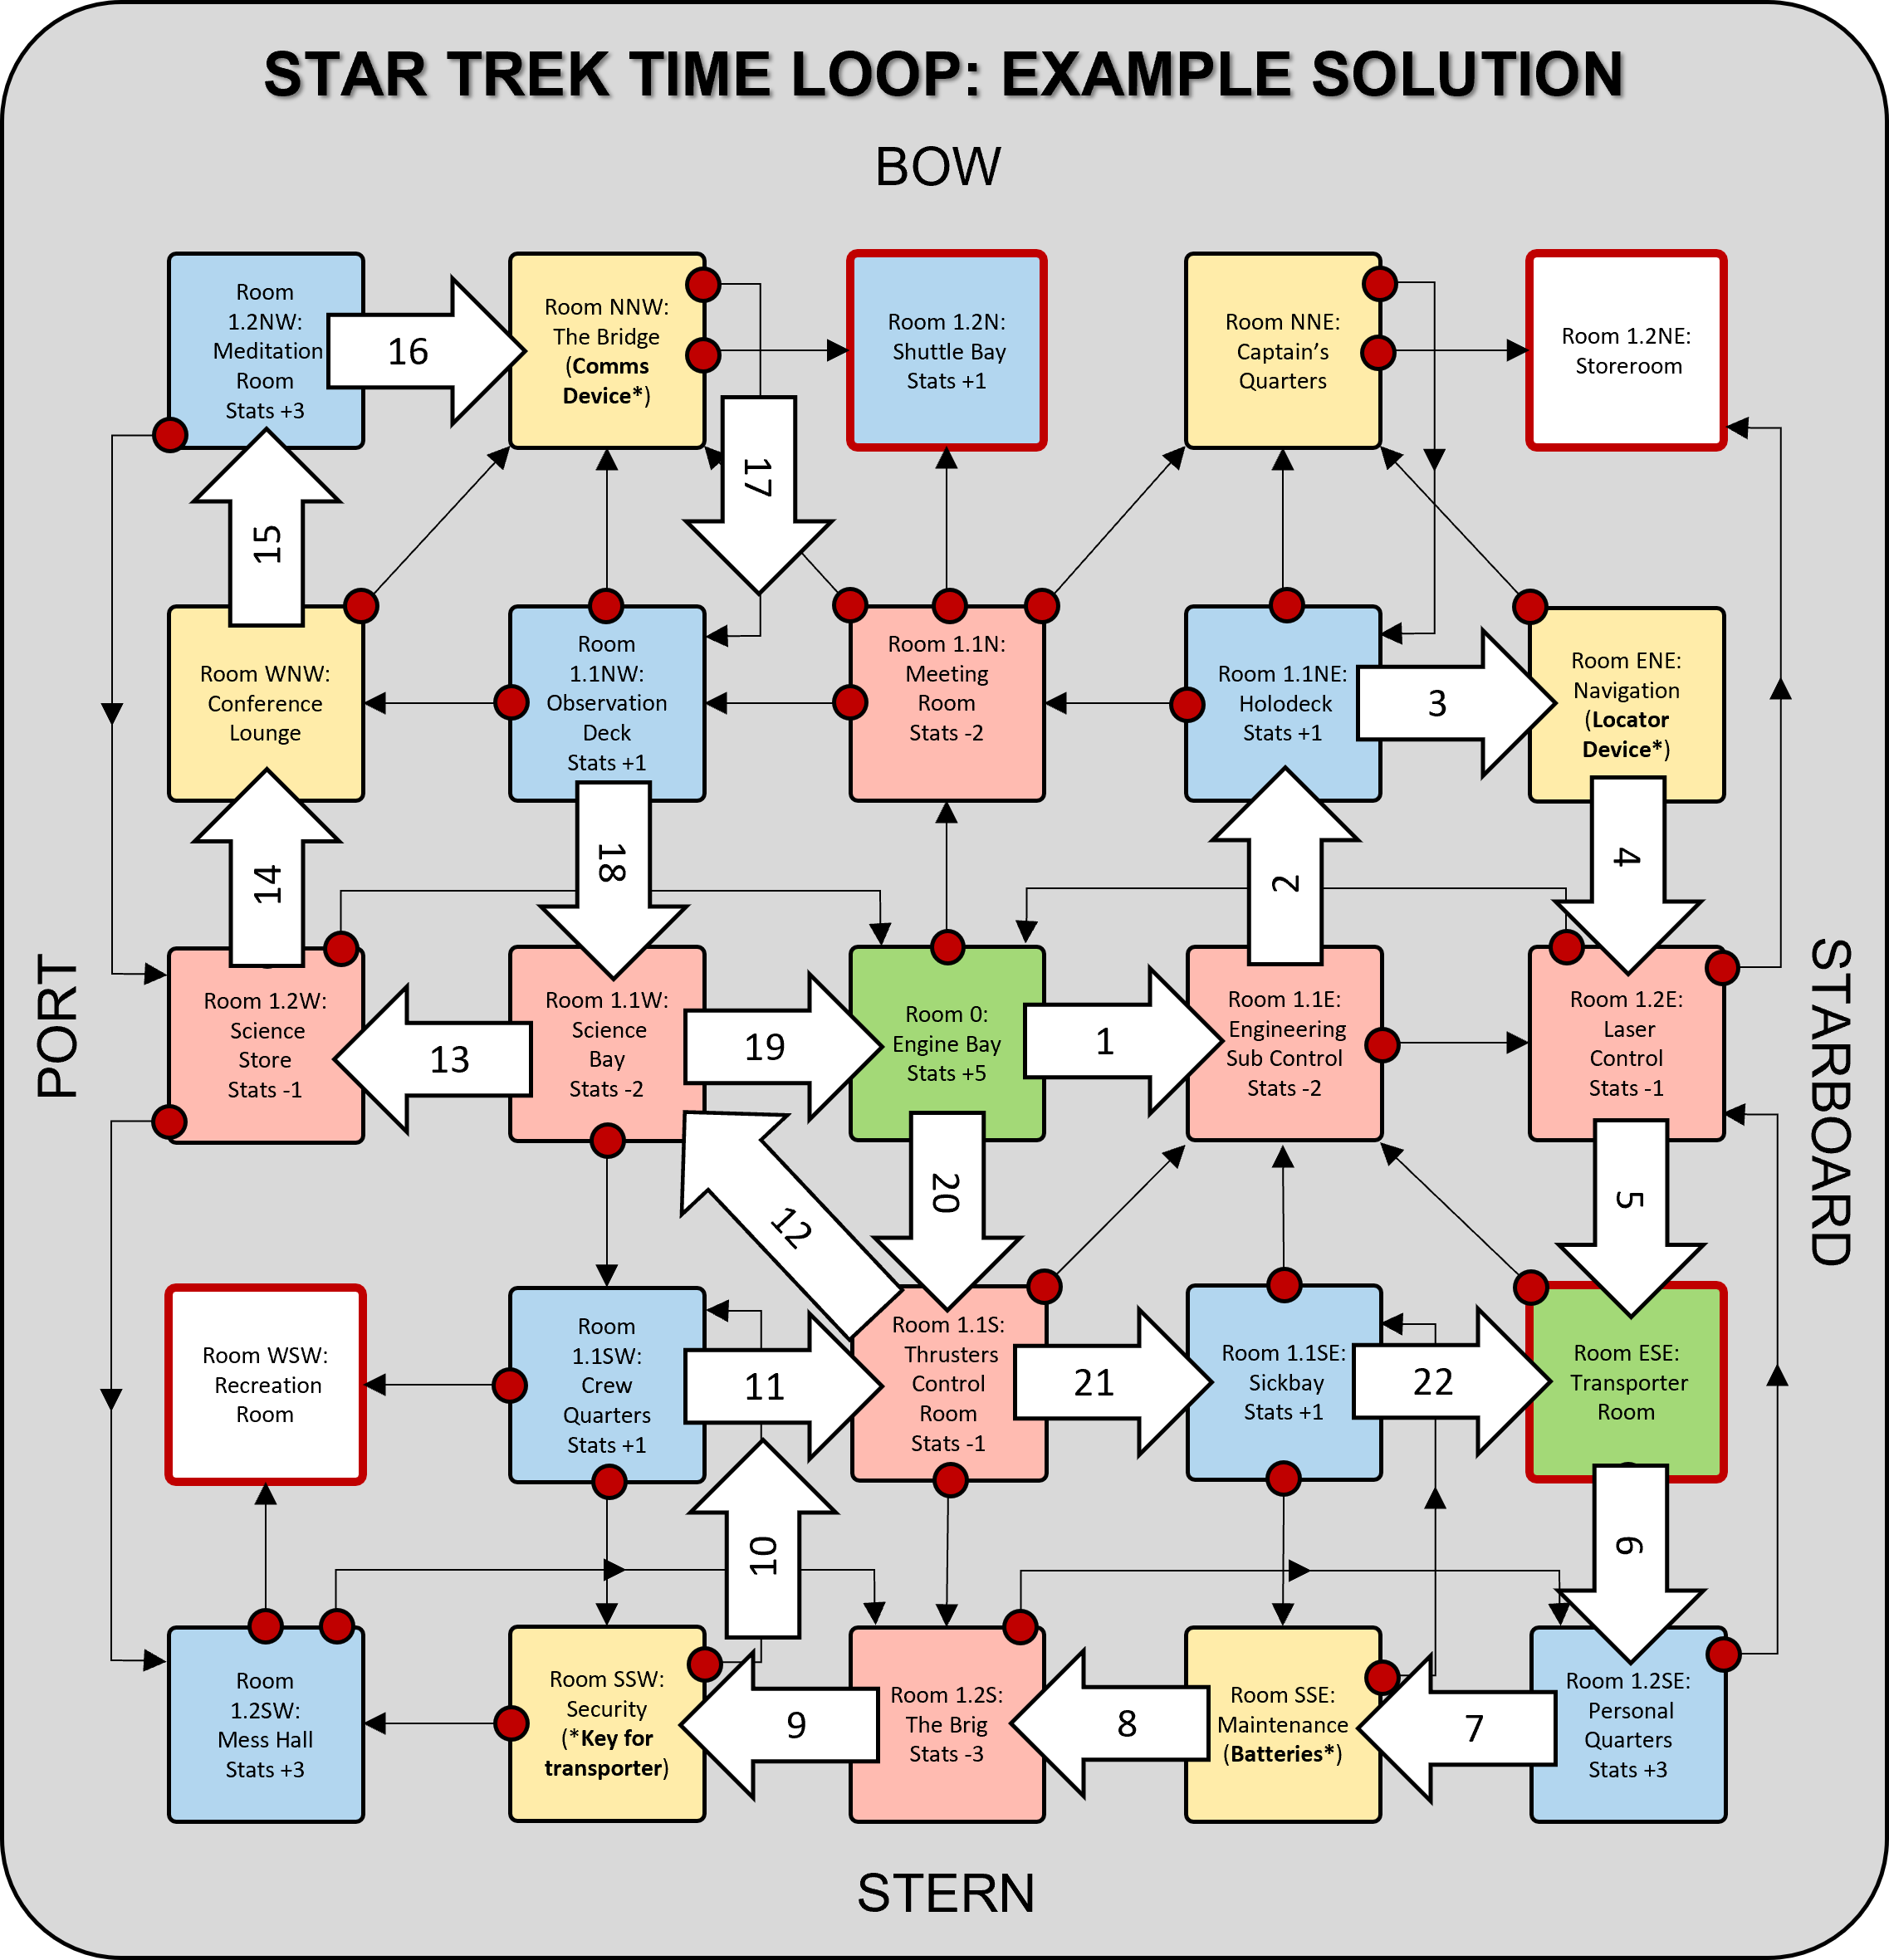 STAR TREK TIME LOOP: EXAMPLE SOLUTION
BOW
Room
1.2NW:
Meditation
Room
Stats +3
16
Room NNW:
The Bridge
(Comms
Device*)
Room 1.2N:
Shuttle Bay
Stats +1
Room NNE:
Captain's
Quarters
Room 1.2NE:
Storeroom
15
17
Room WNW:
Conference
Lounge
Room
1.1NW:
Observation
Deck
Stats +1
Room 1.1N:
Meeting
Room
Stats -2
Room 1.1NE:
Holodeck
Stats +1
3
Room ENE:
Navigation
(Locator
Device*)
14
18
2
4
PORT
STARBOARD
Room 1.2W:
Science
Store
Stats -1
13
Room 1.1W:
Science
Bay
Stats -2
19
Room 0:
Engine Bay
Stats +5
1
Room 1.1E:
Engineering
Sub Control
Stats -2
Room 1.2E:
Laser
Control
Stats -1
12
20
5
Room WSW:
Recreation
Room
Room
1.1SW:
Crew
Quarters
Stats +1
11
Room 1.1S:
Thrusters
Control
Room
Stats -1
21
Room 1.1SE:
Sickbay
Stats +1
22
Room ESE:
Transporter
Room
10
6
Room
1.2SW:
Mess Hall
Stats +3
Room SSW:
Security
(*Key for
transporter)
9
Room 1.2S:
The Brig
Stats -3
8
Room SSE:
Maintenance
(Batteries*)
7
Room 1.2SE:
Personal
Quarters
Stats +3
STERN